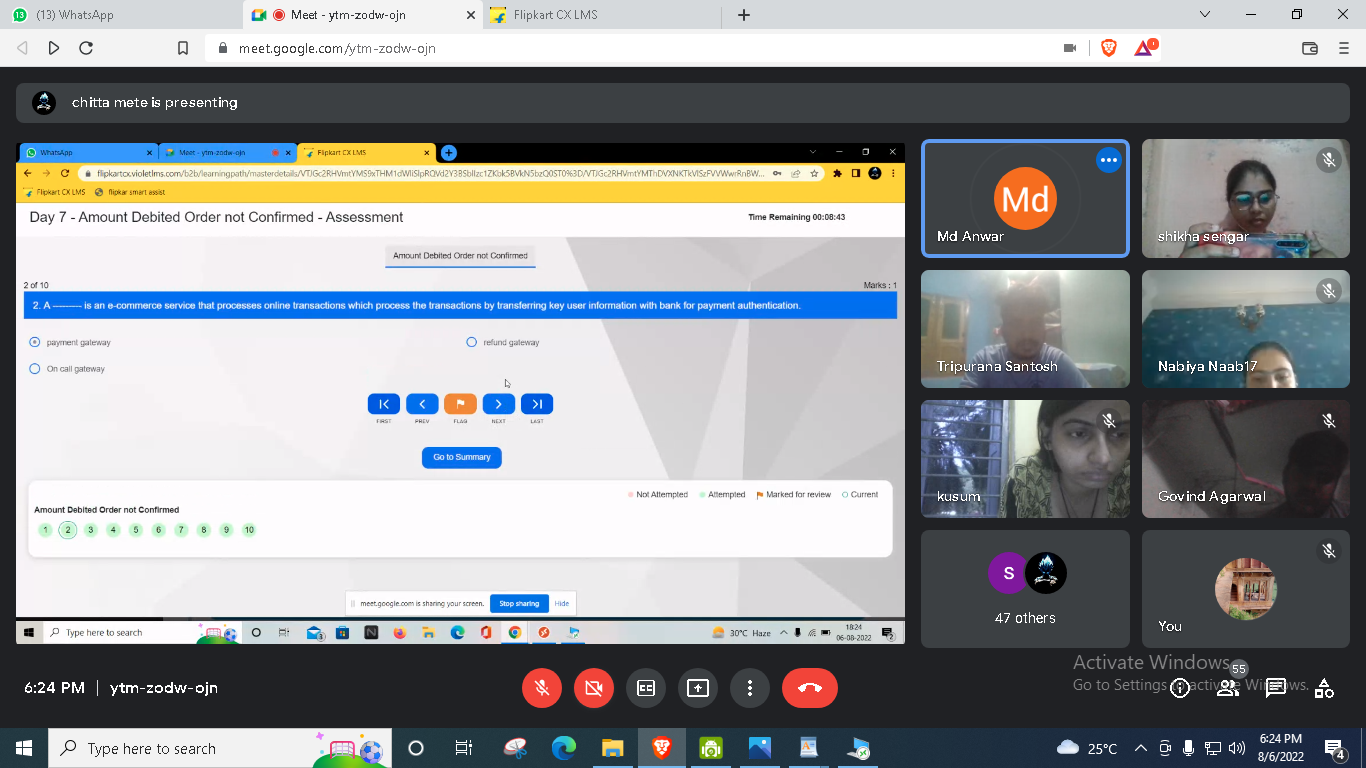 13 (13) WhatsApp
Meet - ytm-zodw-ojn
Flipkart CX LMS
meet.google.com/ytm-zodw-ojn
1
chitta mete is presenting
WhatsApp
Meet - ytm-zodw-ojn
Flipkart CX LMS
Flipkart CX LMS
flipkar smart assist
Day 7 - Amount Debited Order not Confirmed - Assessment
Time Remaining 00:08:43
Amount Debited Order not Confirmed
2 of 10
Marks : 1
2. A ---------- is an e-commerce service that processes online transactions which process the transactions by transferring key user information with bank for payment authentication.
payment gateway
refund gateway
On call gateway
FIRST PREV FLAG NEXT LAST
Go to Summary
Not Attempted Attempted Marked for review Current
Amount Debited Order not Confirmed
1 2 3 4 5 6 7 8 9 10
meet.google.com is sharing your screen. Stop sharing Hide
Type here to search
30°C Haze
18:24
06-08-2022
2
Md
Md Anwar
shikha sengar
Tripurana Santosh
Nabiya Naab17
kusum
Govind Agarwal
S
47 others
You
Activate Windows
Go to Settings to activate Windows.
55
6:24 PM | ytm-zodw-ojn
Type here to search
25°C
6:24 PM
8/6/2022
4